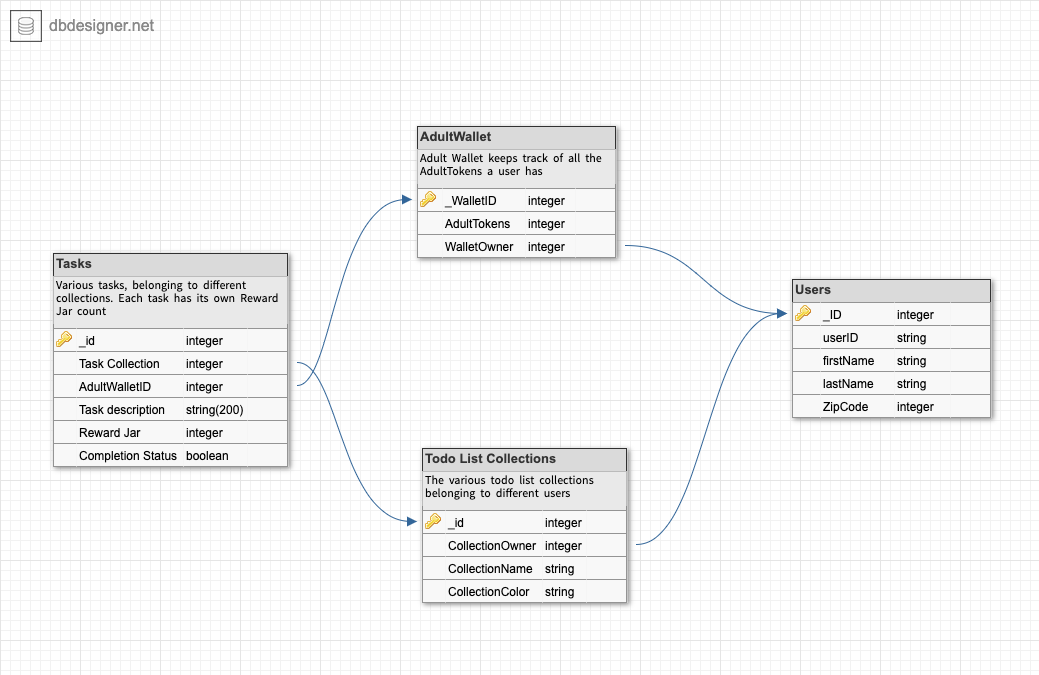 dbdesigner.net
AdultWallet
Adult Wallet keeps track of all the
AdultTokens a user has
_WalletID integer
AdultTokens integer
WalletOwner integer
Tasks
Various tasks, belonging to different
collections. Each task has its own Reward
Jar count
_id integer
Task Collection integer
AdultWalletID integer
Task description string(200)
Reward Jar integer
Completion Status boolean
Users
_ID integer
userID string
firstName string
lastName string
ZipCode integer
Todo List Collections
The various todo list collections
belonging to different users
_id integer
CollectionOwner integer
CollectionName string
CollectionColor string